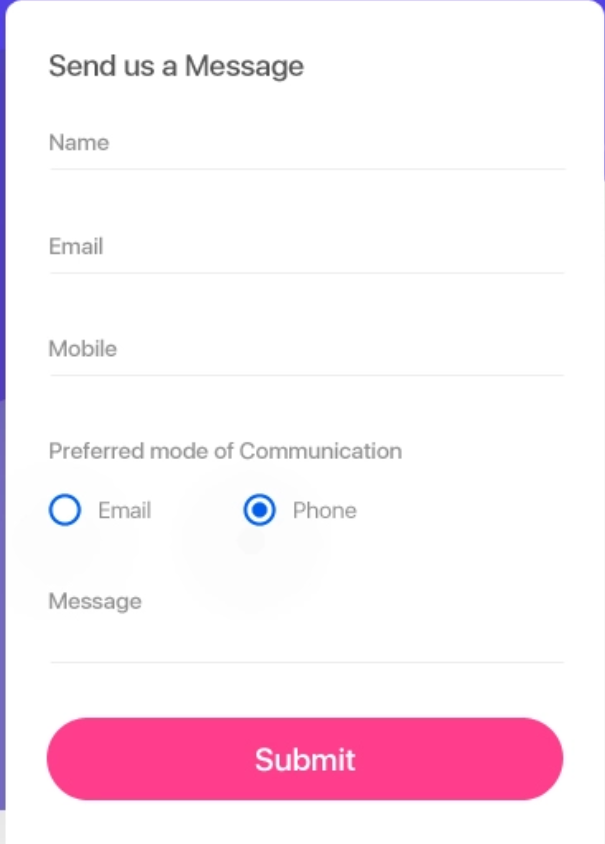 Send us a Message
Name
Email
Mobile
Preferred mode of Communication
Email Phone
Message
Submit